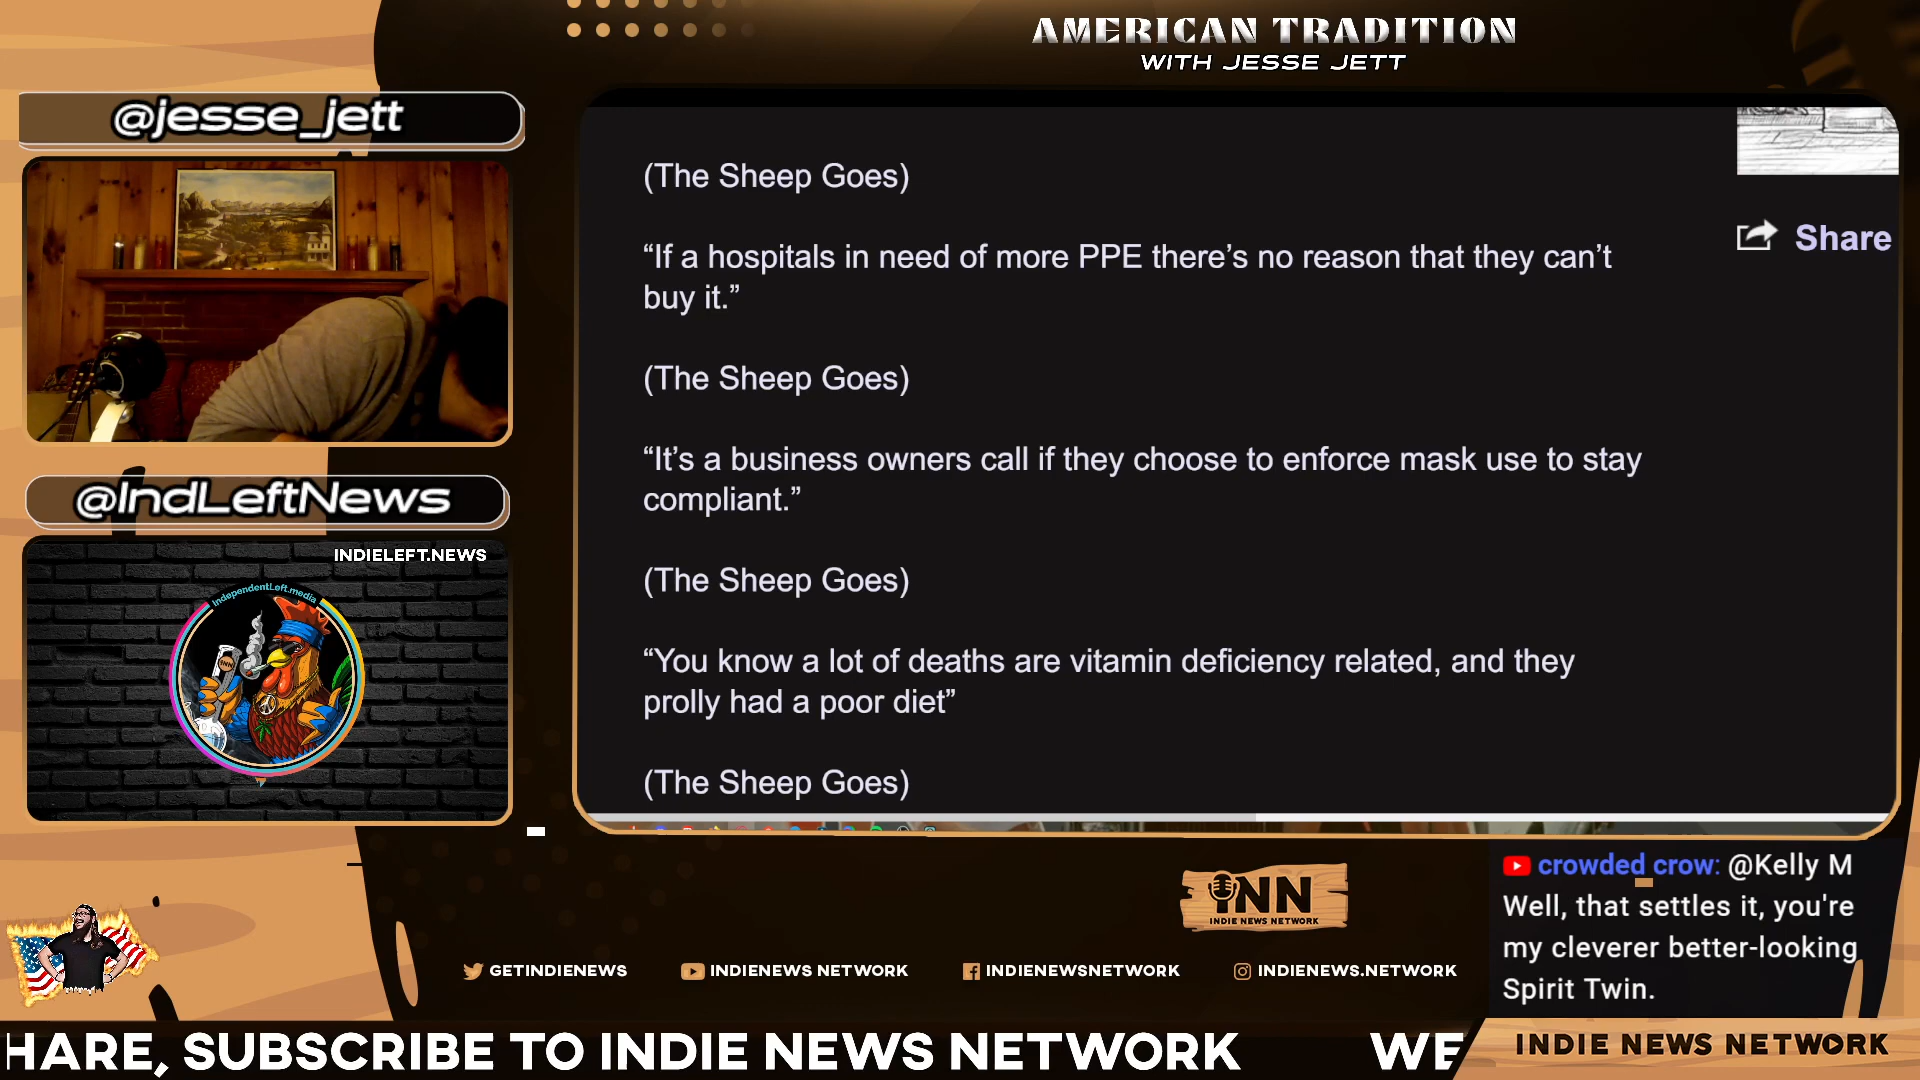 AMERICAN TRADITION
WITH JESSE JETT
@jesse_jett
(The Sheep Goes)
“If a hospitals in need of more PPE there’s no reason that they can’t
buy it.”
(The Sheep Goes)
“It’s a business owners call if they choose to enforce mask use to stay
compliant.”
(The Sheep Goes)
“You know a lot of deaths are vitamin deficiency related, and they
prolly had a poor diet”
(The Sheep Goes)
Share
@IndLeftNews
INDIELEFT.NEWS
IndependentLeft.media
INN
INN
INDIE NEWS NETWORK
crowded crow: @Kelly M
Well, that settles it, you're
my cleverer better-looking
Spirit Twin.
GETINDIENEWS
INDIENEWS NETWORK
INDIENEWSNETWORK
INDIENEWS.NETWORK
HARE, SUBSCRIBE TO INDIE NEWS NETWORK WE
INDIE NEWS NETWORK